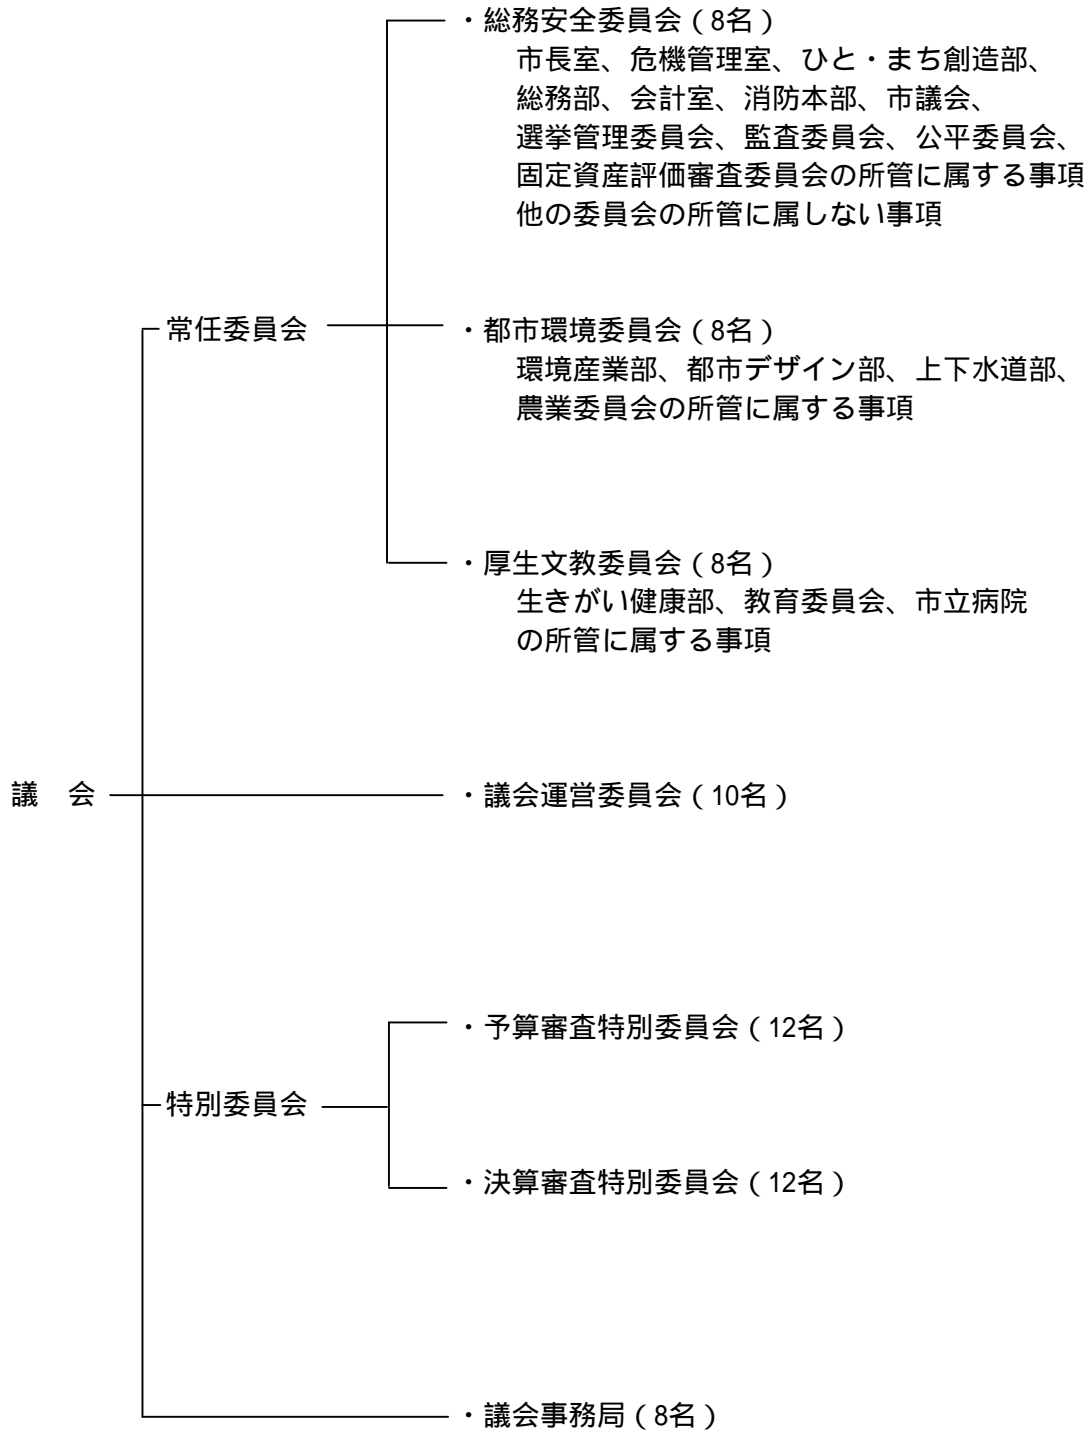 ・総務安全委員会（8名）
市長室、危機管理室、ひと・まち創造部、
総務部、会計室、消防本部、市議会、
選挙管理委員会、監査委員会、公平委員会、
固定資産評価審査委員会の所管に属する事項
他の委員会の所管に属しない事項
常任委員会
・都市環境委員会（8名）
環境産業部、都市デザイン部、上下水道部、
農業委員会の所管に属する事項
・厚生文教委員会（8名）
生きがい健康部、教育委員会、市立病院
の所管に属する事項
議　会
・議会運営委員会（10名）
・予算審査特別委員会（12名）
特別委員会
・決算審査特別委員会（12名）
・議会事務局（8名）